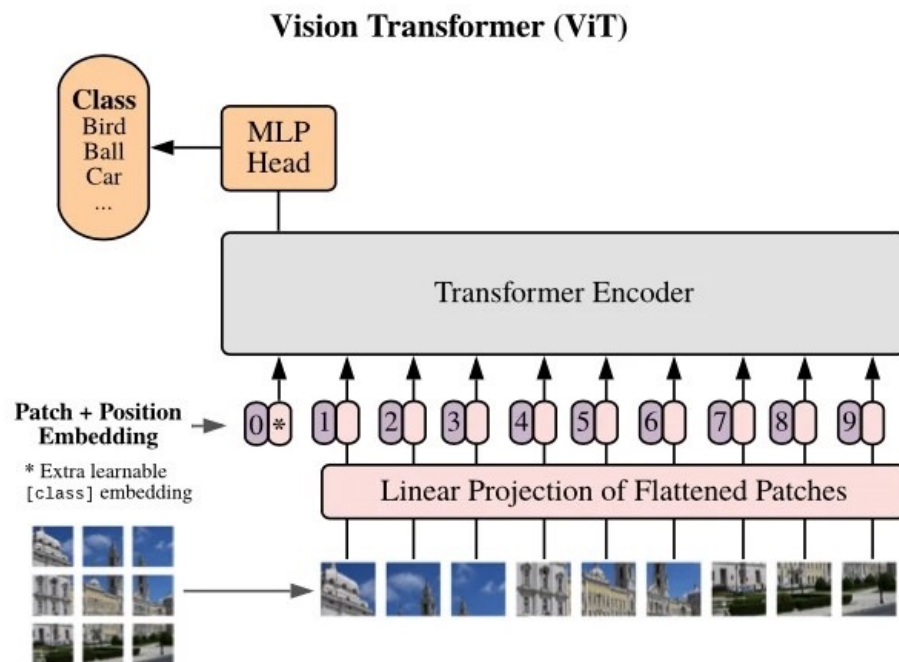 Vision Transformer (ViT)
Class
Bird
Ball
Car
...
MLP
Head
Transformer Encoder
Patch + Position
Embedding
0 * 1 2 3 4 5 6 7 8 9
* Extra learnable
[class] embedding
Linear Projection of Flattened Patches